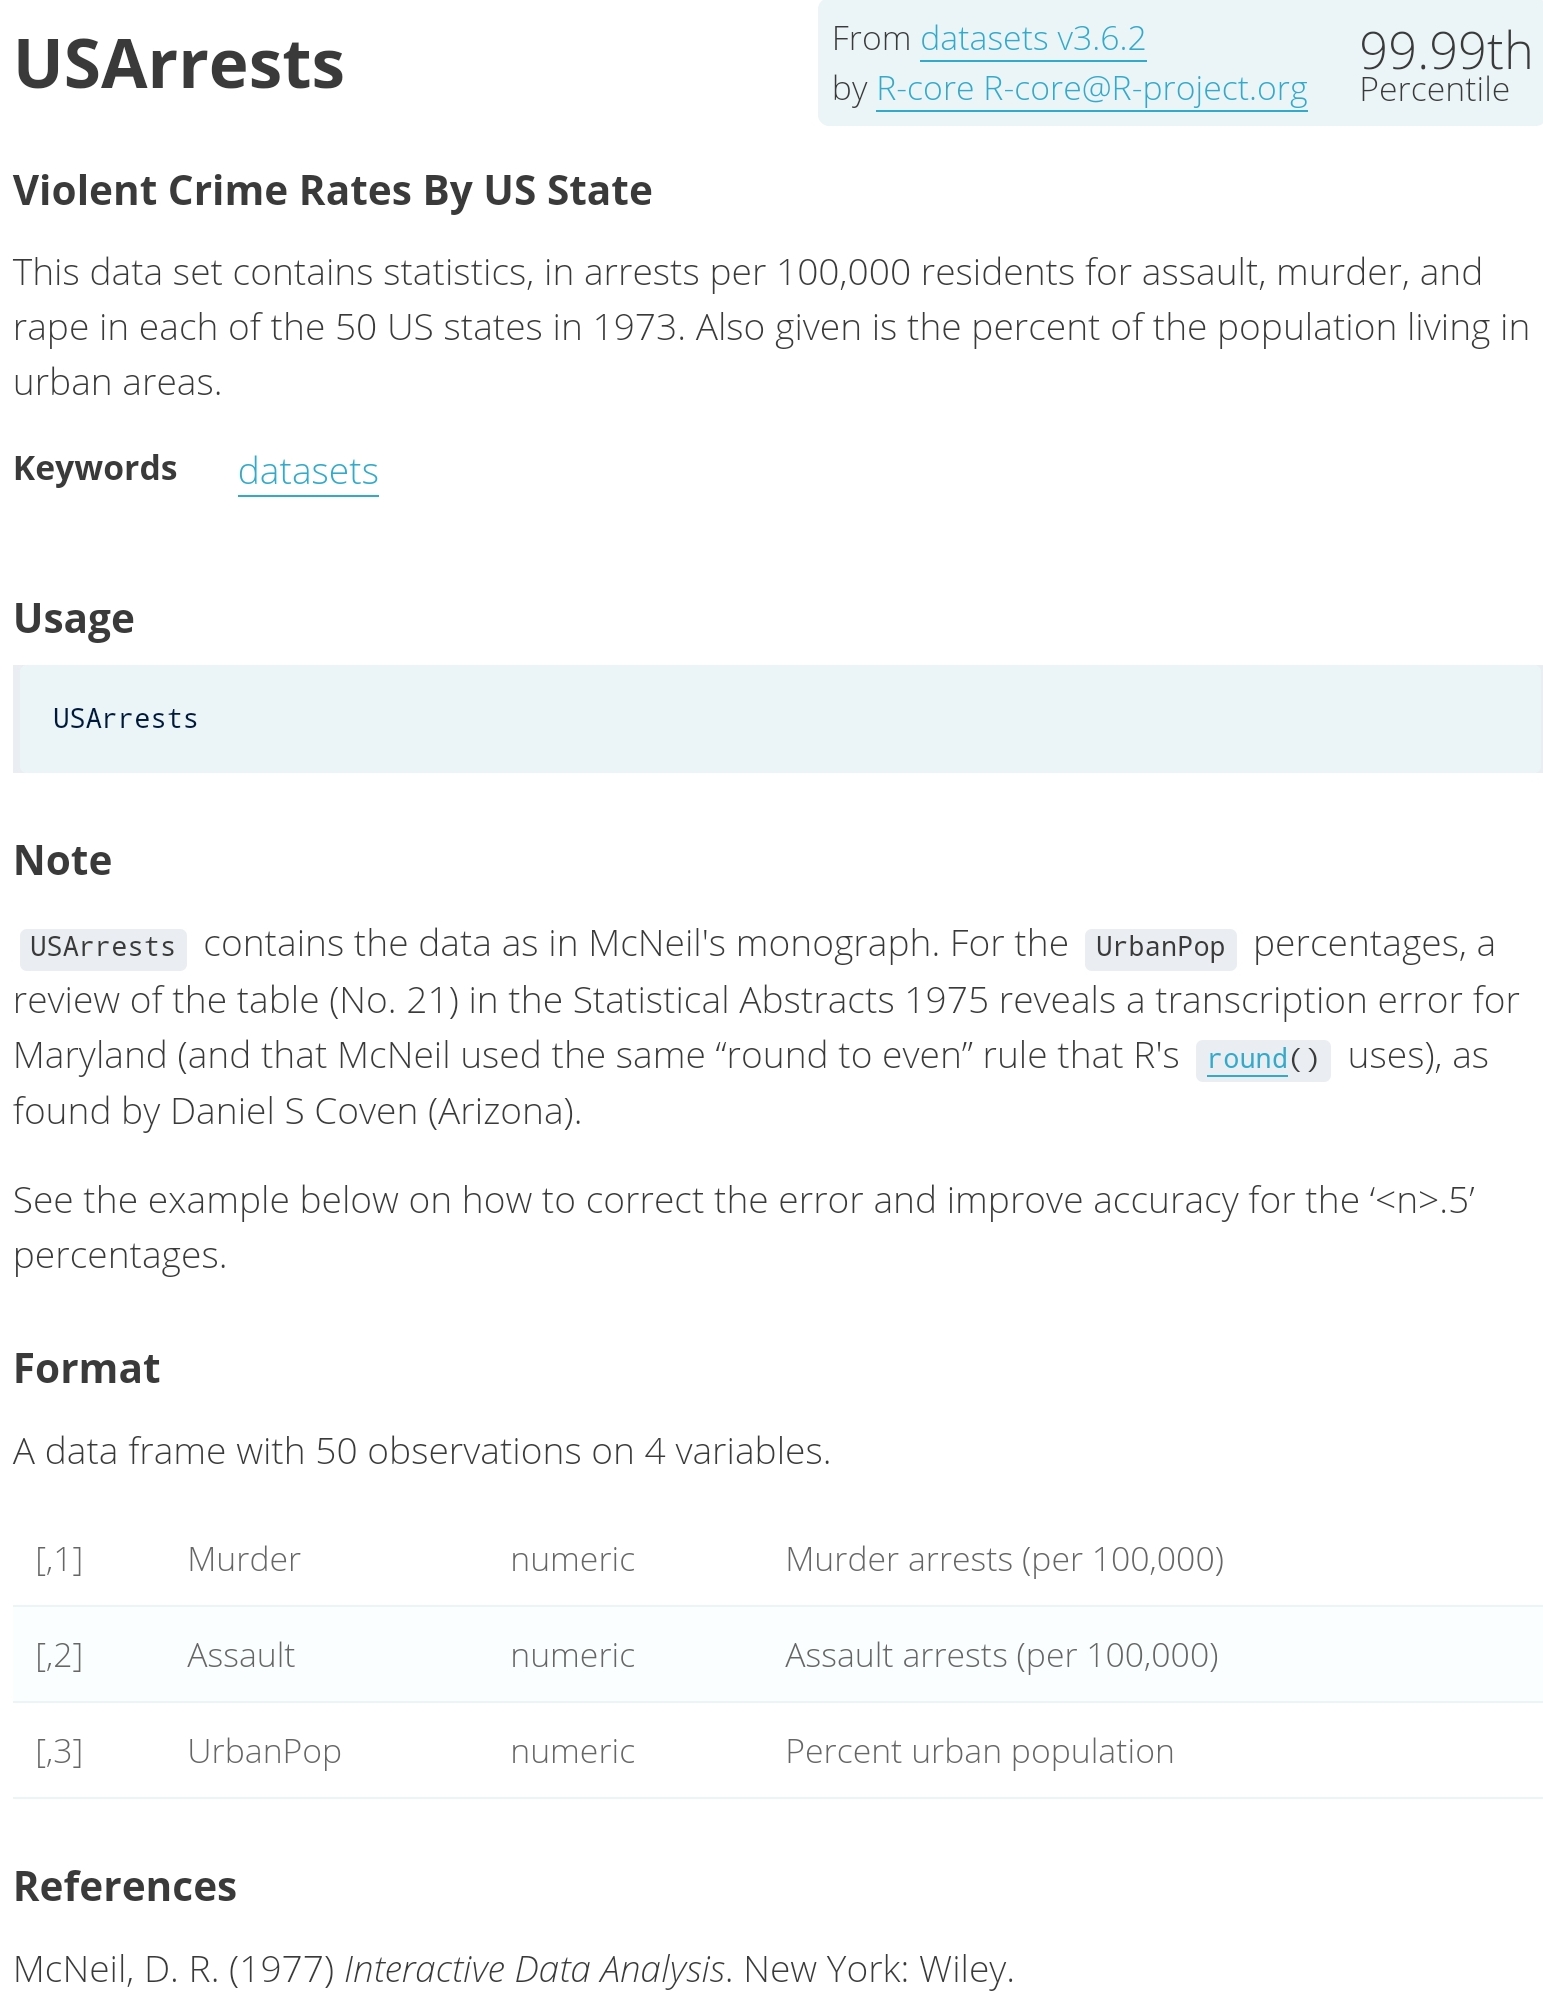 USArrests
From datasets v3.6.2
by R-core R-core@R-project.org
99.99th
Percentile
Violent Crime Rates By US State
This data set contains statistics, in arrests per 100,000 residents for assault, murder, and
rape in each of the 50 US states in 1973. Also given is the percent of the population living in
urban areas.
Keywords datasets
Usage
USArrests
Note
USArrests contains the data as in McNeil's monograph. For the UrbanPop percentages, a
review of the table (No. 21) in the Statistical Abstracts 1975 reveals a transcription error for
Maryland (and that McNeil used the same “round to even” rule that R's round() uses), as
found by Daniel S Coven (Arizona).
See the example below on how to correct the error and improve accuracy for the ‘<n>.5’
percentages.
Format
A data frame with 50 observations on 4 variables.
[,1] Murder numeric Murder arrests (per 100,000)
[,2] Assault numeric Assault arrests (per 100,000)
[,3] UrbanPop numeric Percent urban population
References
McNeil, D. R. (1977) Interactive Data Analysis. New York: Wiley.